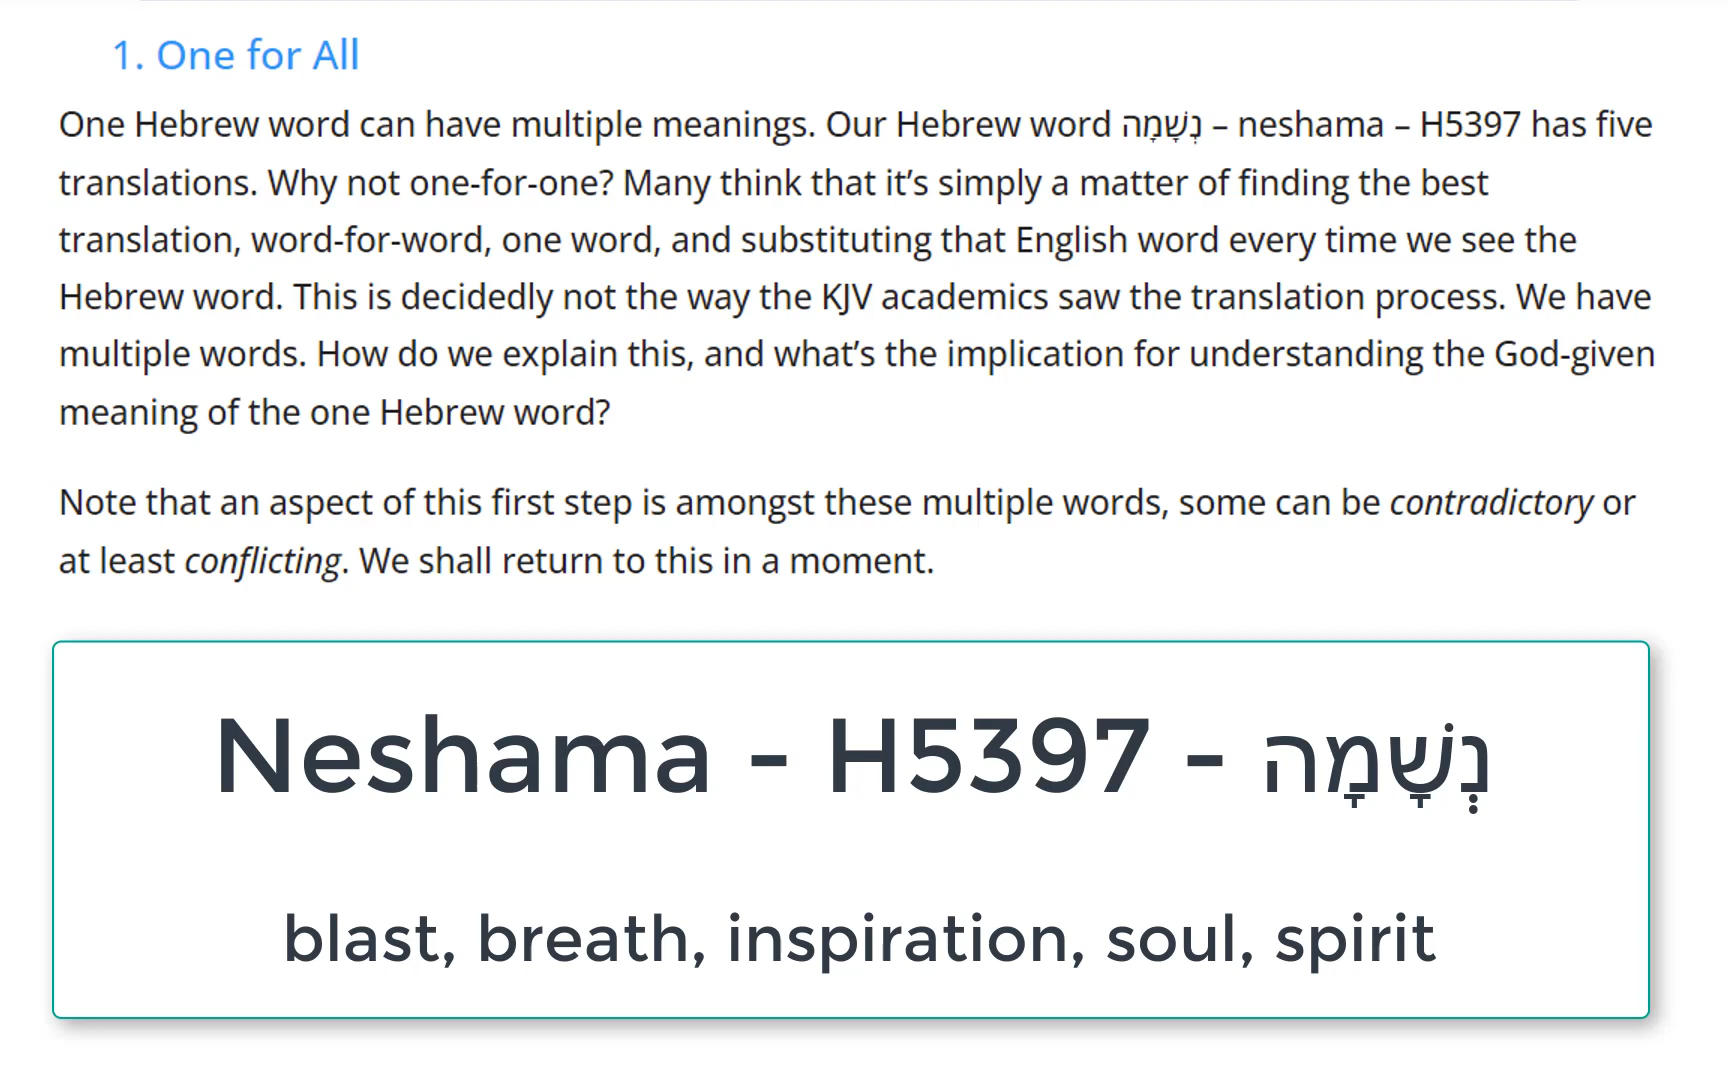 1. One for All
One Hebrew word can have multiple meanings. Our Hebrew word נְשָׁמָה – neshama – H5397 has five
translations. Why not one-for-one? Many think that it’s simply a matter of finding the best
translation, word-for-word, one word, and substituting that English word every time we see the
Hebrew word. This is decidedly not the way the KJV academics saw the translation process. We have
multiple words. How do we explain this, and what’s the implication for understanding the God-given
meaning of the one Hebrew word?
Note that an aspect of this first step is amongst these multiple words, some can be contradictory or
at least conflicting. We shall return to this in a moment.
Neshama - H5397 - נְשָׁמָה
blast, breath, inspiration, soul, spirit